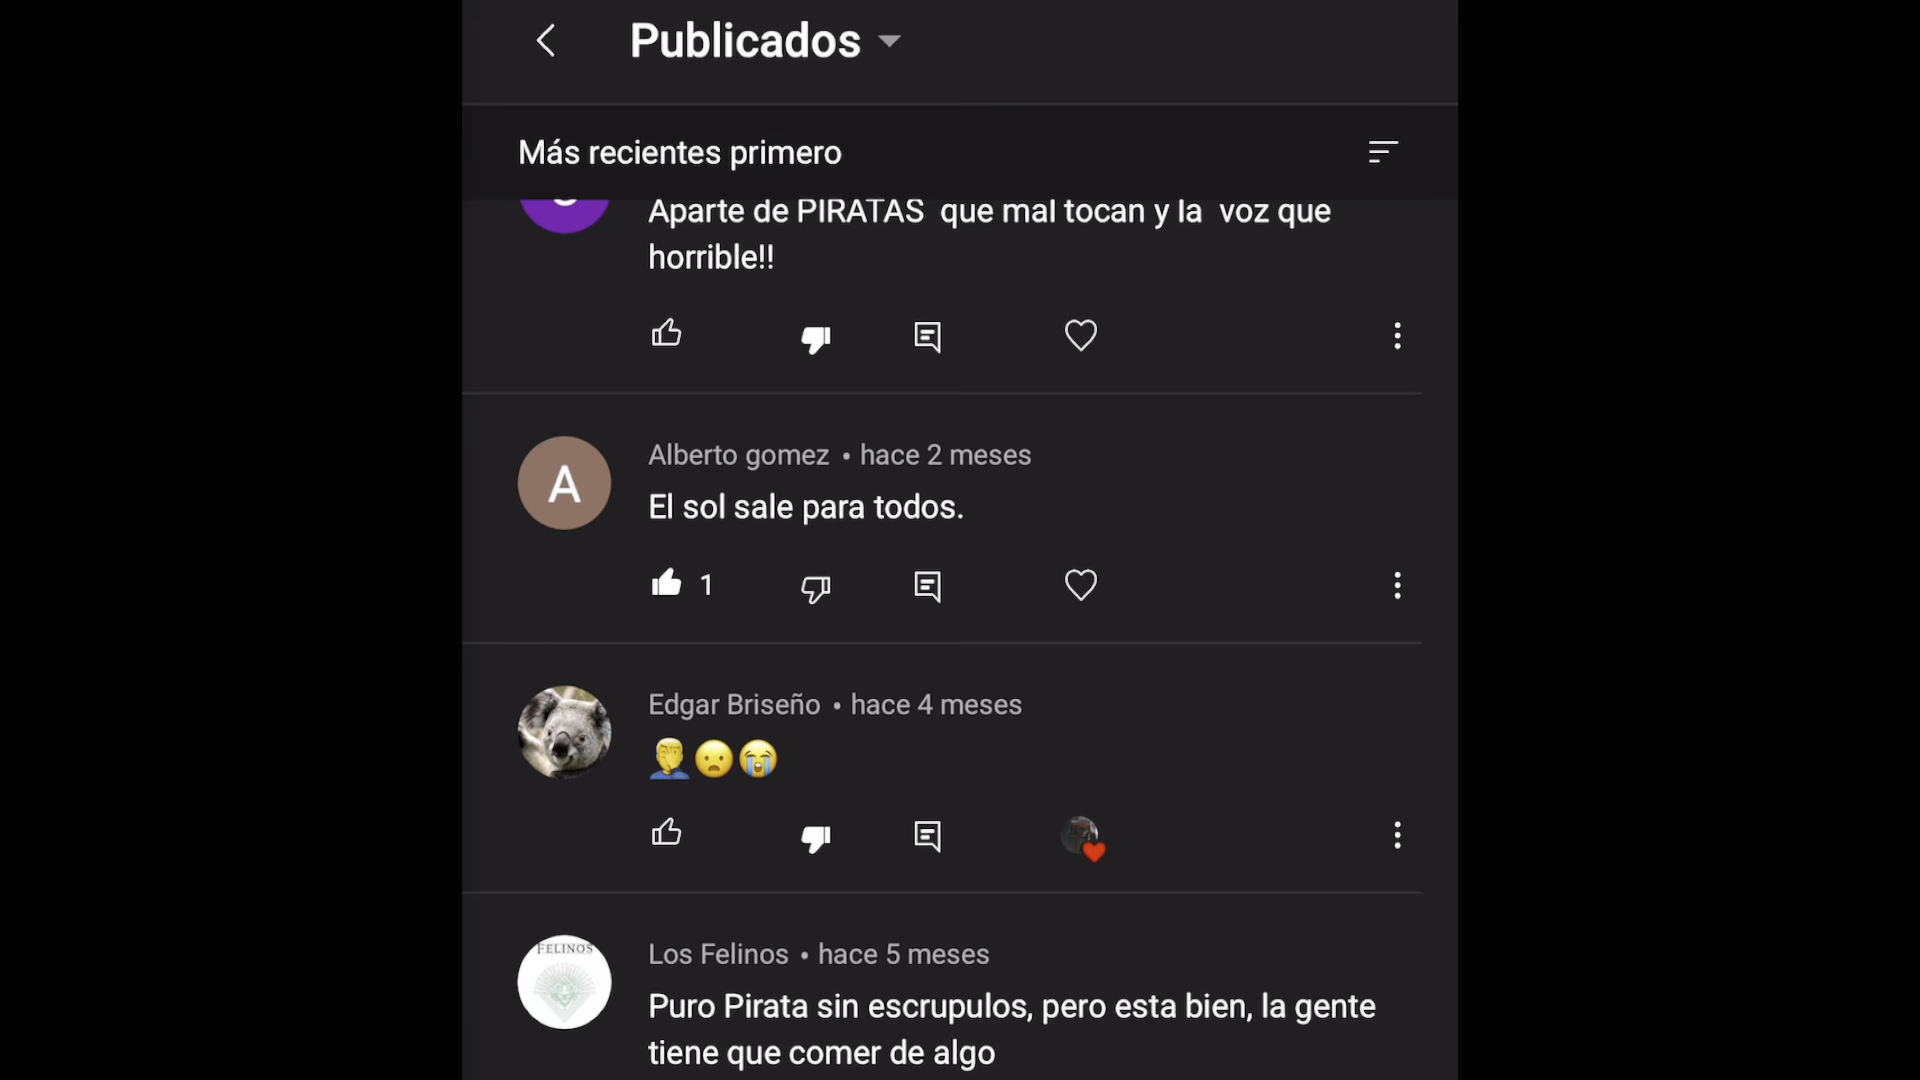 Publicados
Más recientes primero
Aparte de PIRATAS que mal tocan y la voz que
horrible!!
A
Alberto gomez • hace 2 meses
El sol sale para todos.
1
Edgar Briseño • hace 4 meses
🤦‍♂️😦😭
FELINOS
Los Felinos • hace 5 meses
Puro Pirata sin escrupulos, pero esta bien, la gente
tiene que comer de algo